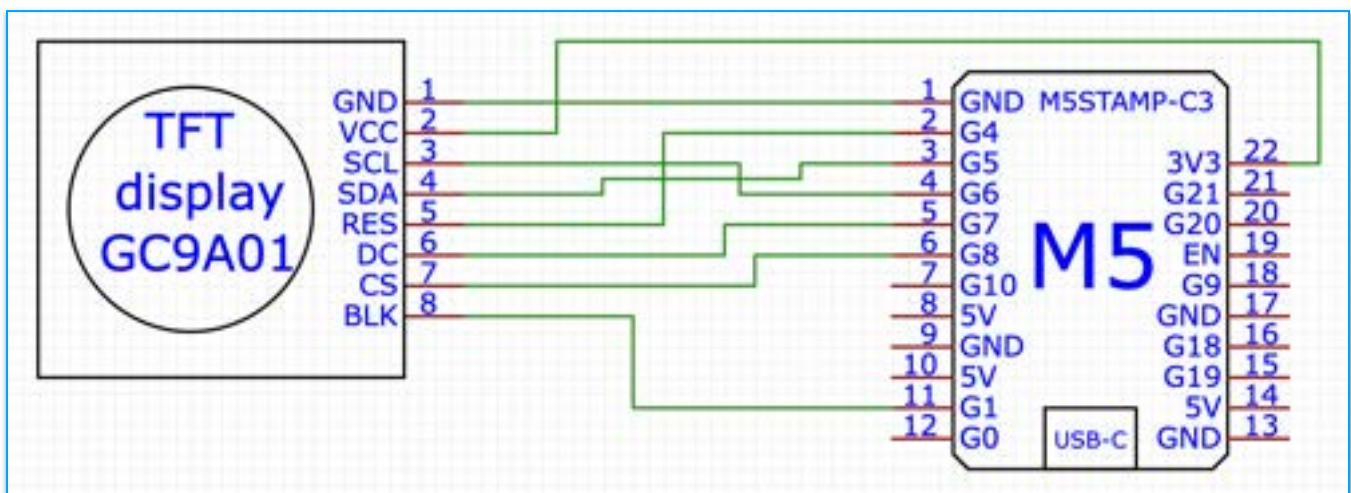 TFT
display
GC9A01
GND 1
VCC 2
SCL 3
SDA 4
RES 5
DC 6
CS 7
BLK 8
M5STAMP-C3
M5
USB-C
1 GND
2 G4
3 G5
4 G6
5 G7
6 G8
7 G10
8 5V
9 GND
10 5V
11 G1
12 G0
3V3 22
G21 21
G20 20
EN 19
G9 18
GND 17
G18 16
G19 15
5V 14
GND 13